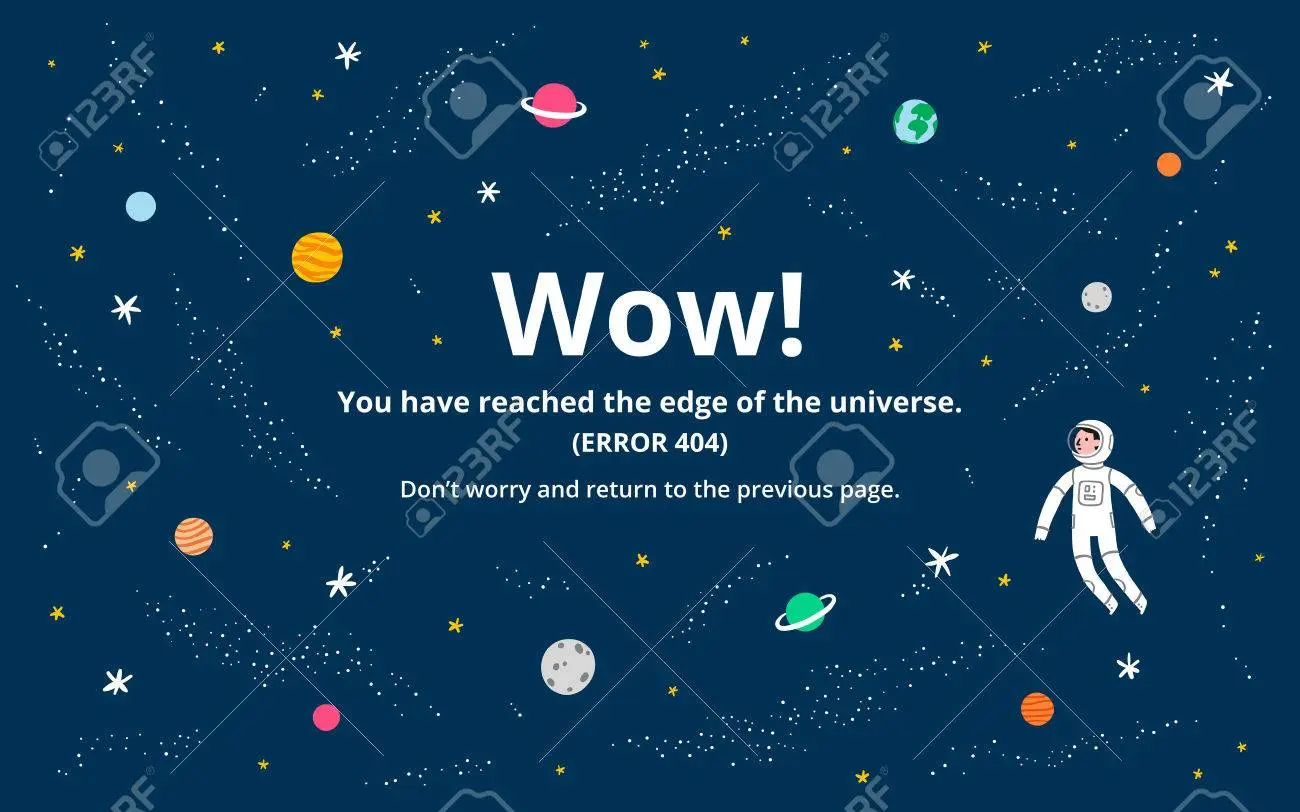 Wow!
You have reached the edge of the universe.
(ERROR 404)
Don't worry and return to the previous page.
123RF®
123RF®
123RF
123RF®
123RF®
123RF®